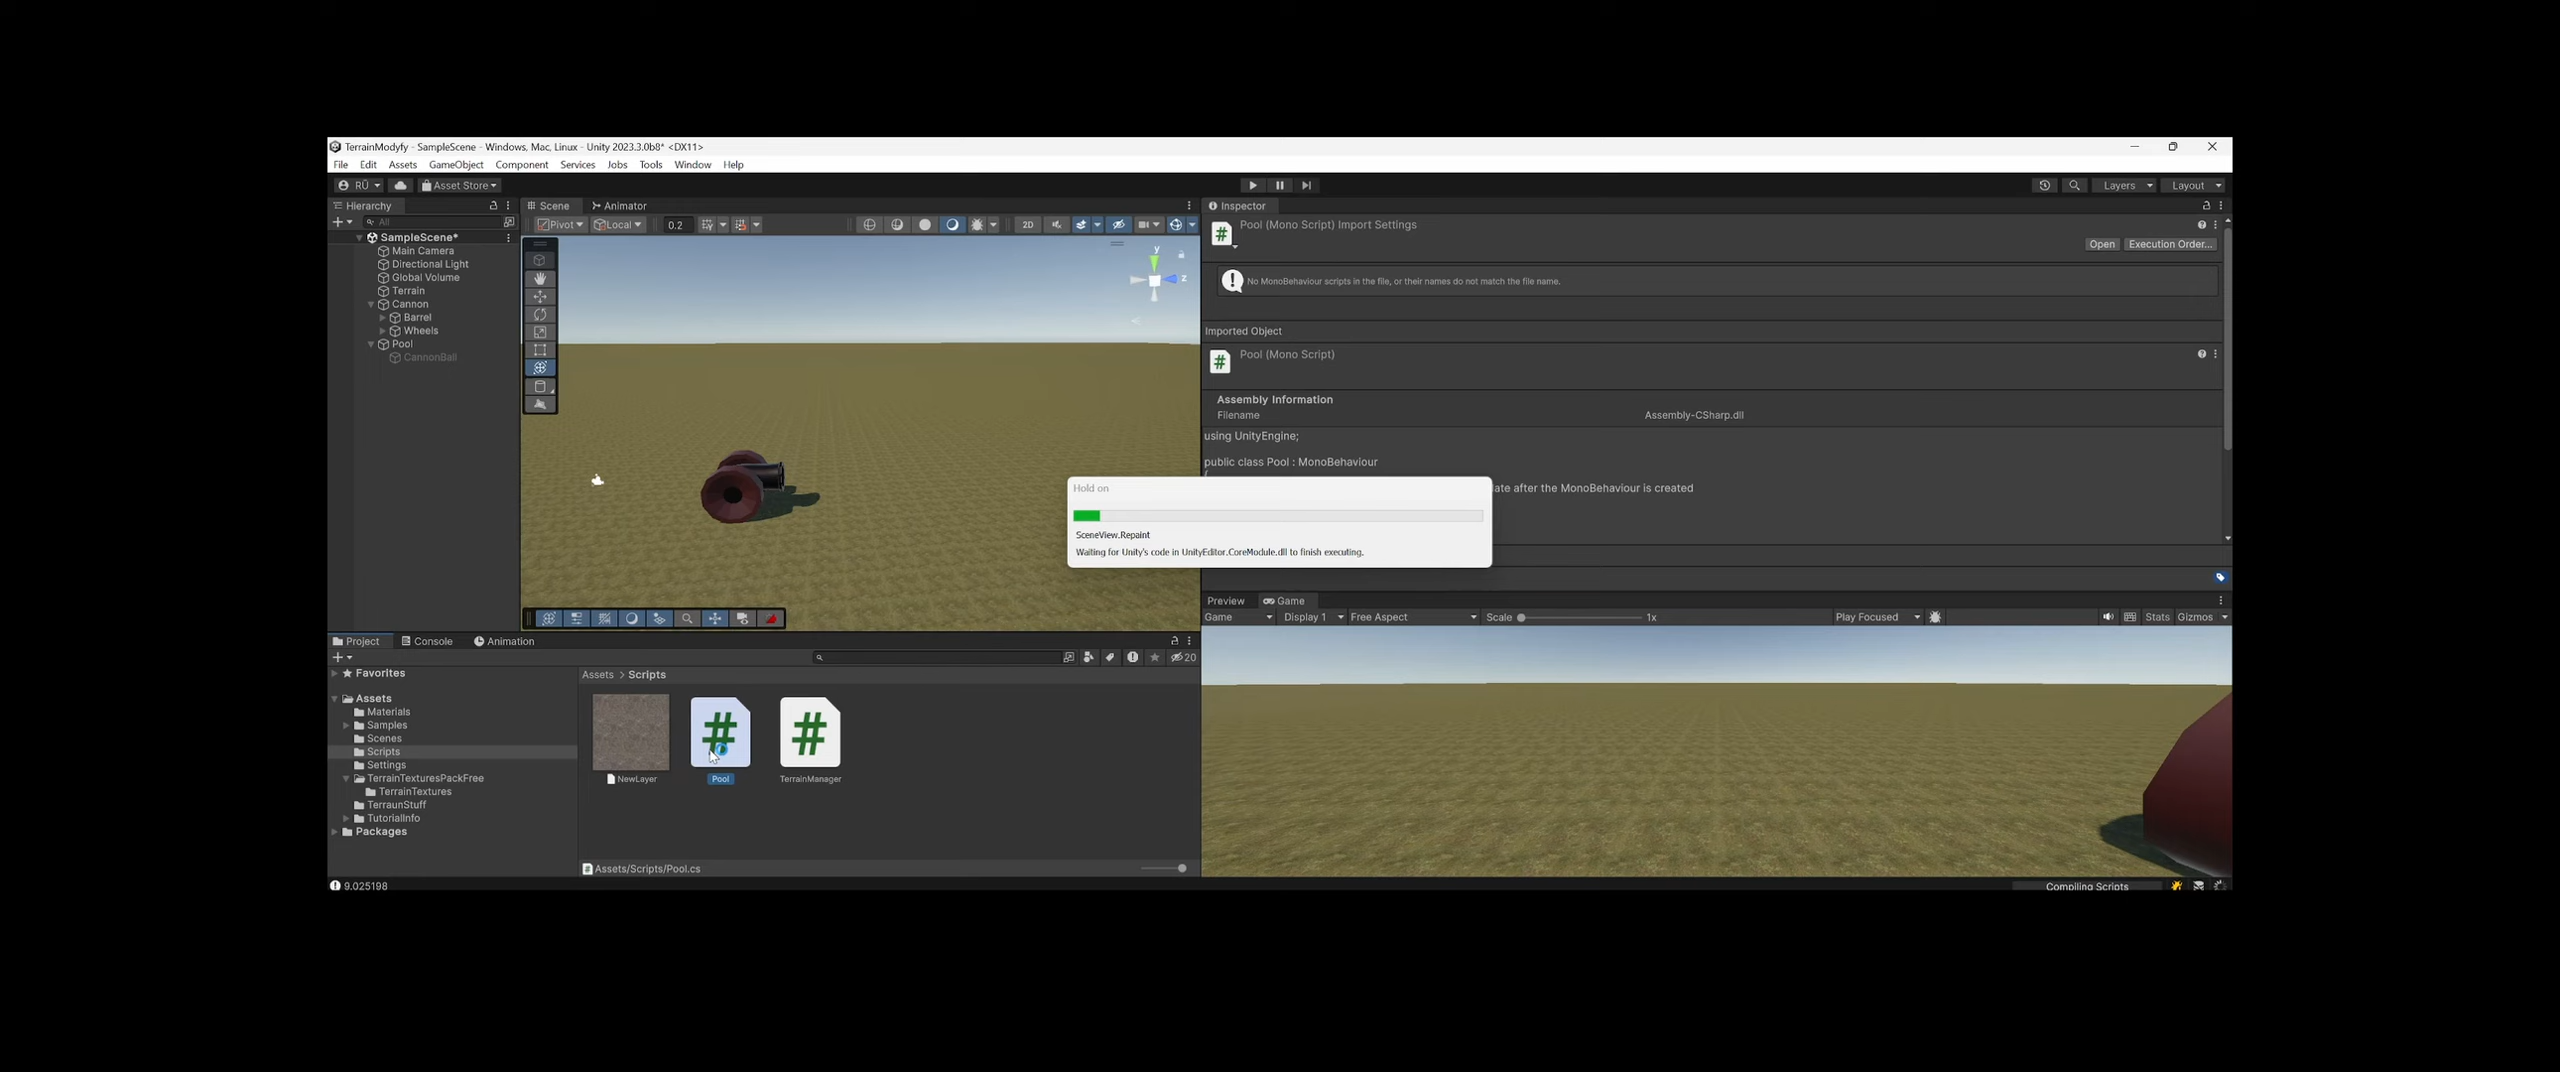 TerrainModyfy - SampleScene - Windows, Mac, Linux - Unity 2023.3.0b8* <DX11>
File Edit Assets GameObject Component Services Jobs Tools Window Help
RÜ Asset Store Layers Layout
Hierarchy
All
SampleScene*
Main Camera
Directional Light
Global Volume
Terrain
Cannon
Barrel
Wheels
Pool
CannonBall
Scene Animator
Pivot Local 0.2 2D
y
z
Inspector
Pool (Mono Script) Import Settings
Open Execution Order...
No MonoBehaviour scripts in the file, or their names do not match the file name.
Imported Object
Pool (Mono Script)
Assembly Information
Filename Assembly-CSharp.dll
using UnityEngine;
public class Pool : MonoBehaviour
{
ate after the MonoBehaviour is created
Hold on
SceneView.Repaint
Waiting for Unity's code in UnityEditor.CoreModule.dll to finish executing.
Preview Game
Game Display 1 Free Aspect Scale 1x Play Focused Stats Gizmos
Project Console Animation
20
Favorites
Assets
Materials
Samples
Scenes
Scripts
Settings
TerrainTexturesPackFree
TerrainTextures
TerraunStuff
TutorialInfo
Packages
Assets > Scripts
NewLayer Pool TerrainManager
Assets/Scripts/Pool.cs
9.025198
Compiling Scripts